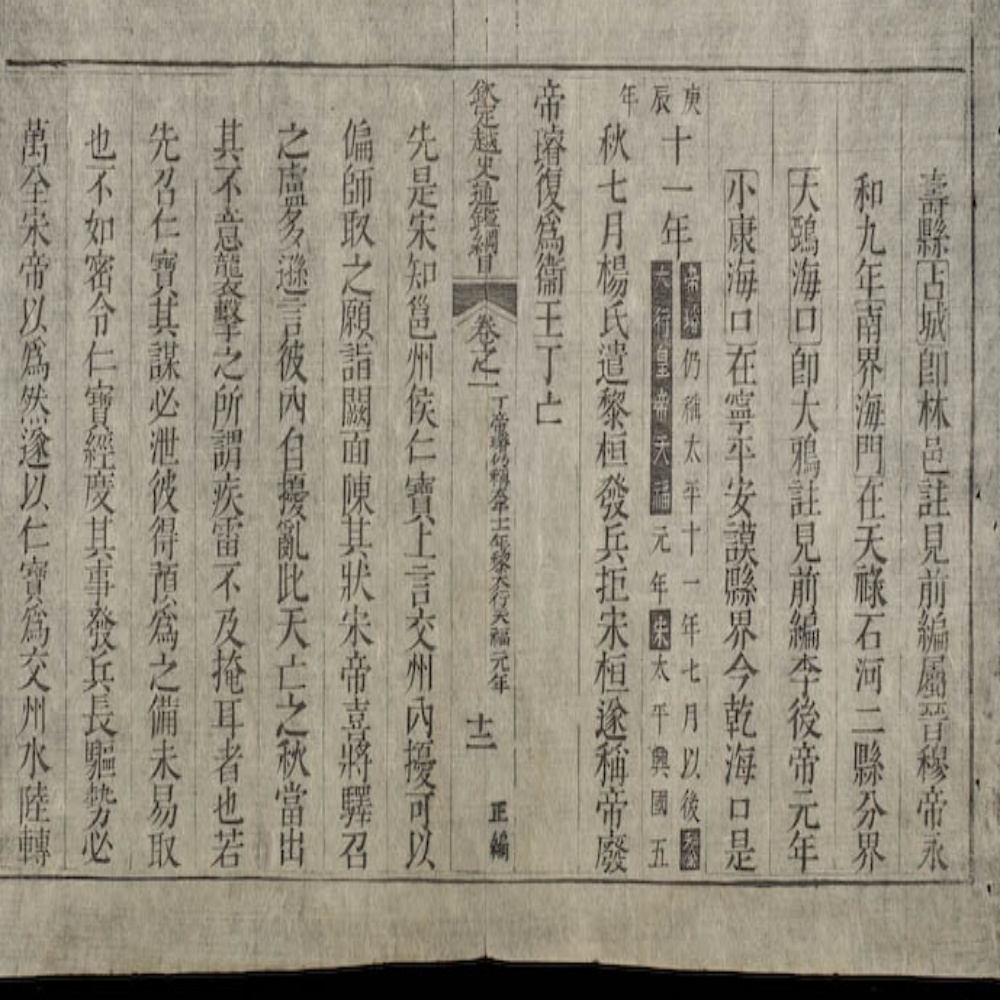 壽縣占城即林邑註見前編屬晉穆帝永
和九年南界海門在天祿石河二縣分界
大鵶海口即大鴉註見前編李後帝元年
小康海口在寧平安謨縣界今乾海口是
庚辰
十一年
帝璿仍稱太平十一年七月以後黎
大行皇帝天福元年宋太平興國五
年
秋七月楊氏遣黎桓發兵拒宋桓遂稱帝廢
帝璿復爲衞王丁亡
欽定越史通鑑綱目
卷之一
丁帝璿仍稱太平十一年黎大行天福元年
十二
正編
先是宋知邕州侯仁寶上言交州內擾可以
偏師取之願詣闕面陳其狀宋帝喜將驛召
之盧多遜言彼內自擾亂此天亡之秋當出
其不意龍衮擊之所謂疾雷不及掩耳者也若
先召仁寶其謀必泄彼得預爲之備未易取
也不如密令仁寶經度其事發兵長驅勢必
萬全宋帝以爲然遂以仁寶爲交州水陸轉